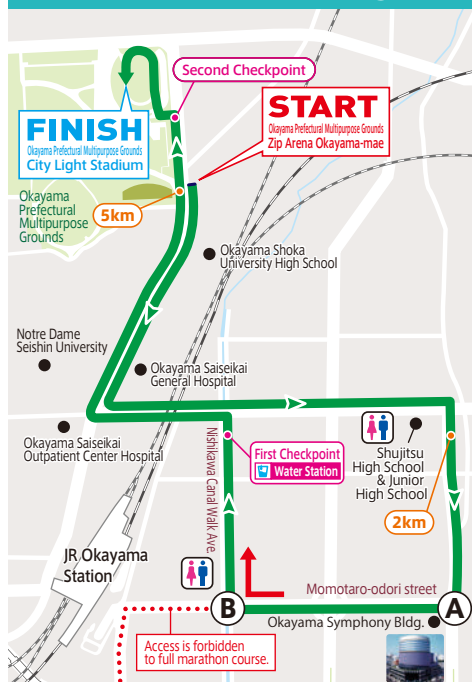 Second Checkpoint
START
Okayama Prefectural Multipurpose Grounds
Zip Arena Okayama-mae
FINISH
Okayama Prefectural Multipurpose Grounds
City Light Stadium
Okayama
Prefectural
Multipurpose
Grounds
5km
Okayama Shoka
University High School
Notre Dame
Seishin University
Okayama Saiseikai
General Hospital
Okayama Saiseikai
Outpatient Center Hospital
Nishikawa Canal Walk Ave.
First Checkpoint
Water Station
Shujitsu
High School
& Junior
High School
2km
JR Okayama
Station
Momotaro-odori street
B
A
Okayama Symphony Bldg.
Access is forbidden
to full marathon course.